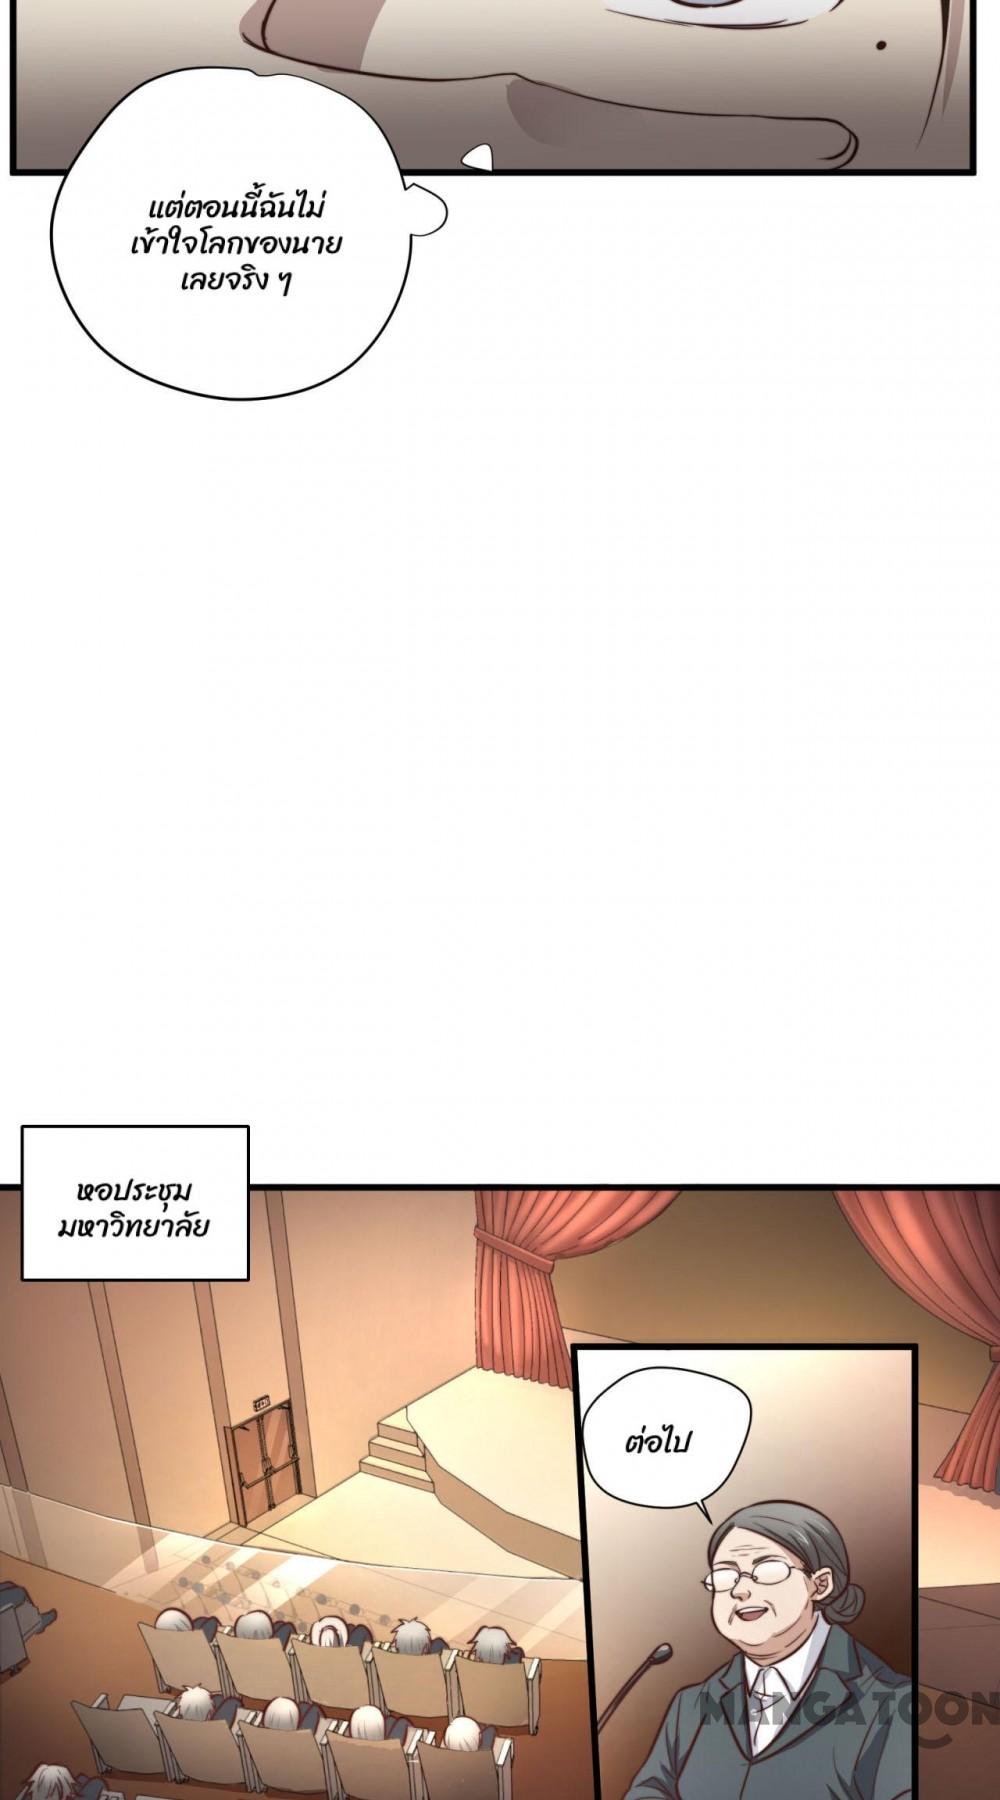 แต่ตอนนี้ฉันไม่
เข้าใจโลกของนาย
เลยจริง ๆ
หอประชุม
มหาวิทยาลัย
ต่อไป
MANGATOON